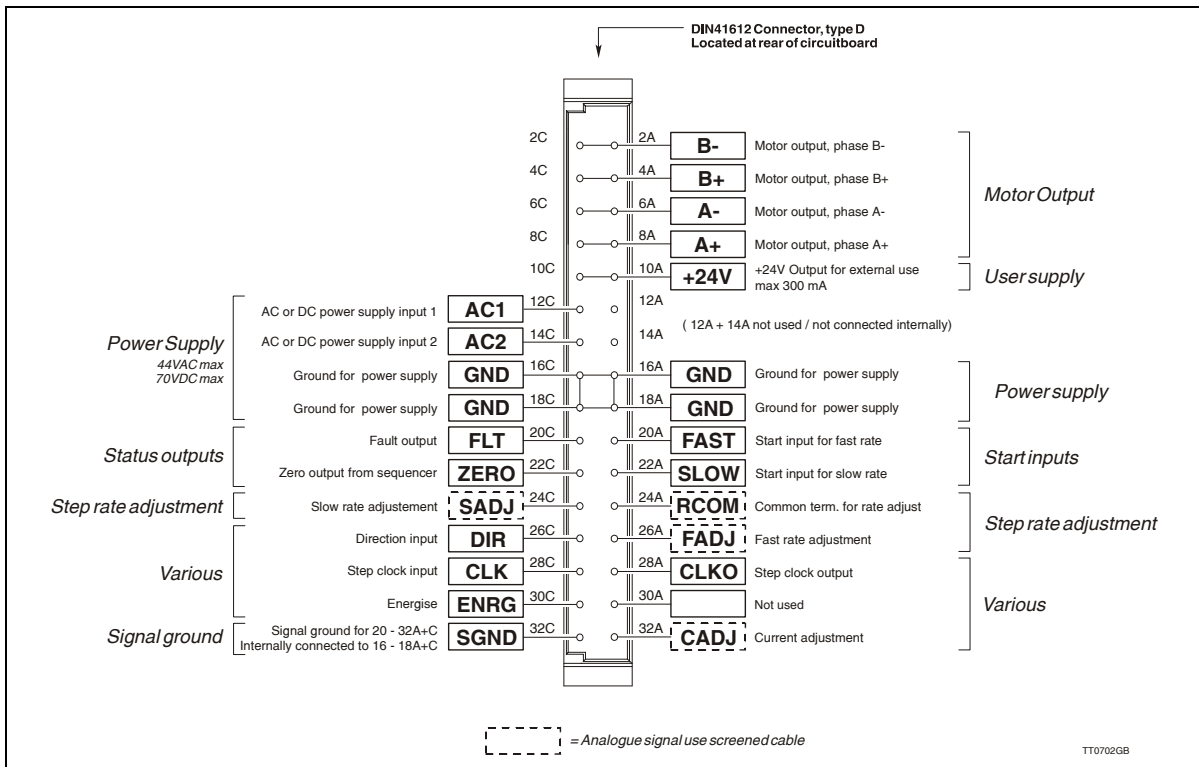 DIN41612 Connector, type D
Located at rear of circuitboard
2C 2A B- Motor output, phase B-
4C 4A B+ Motor output, phase B+
6C 6A A- Motor output, phase A-
8C 8A A+ Motor output, phase A+
Motor Output
10C 10A +24V +24V Output for external use
max 300 mA
User supply
AC or DC power supply input 1 AC1 12C 12A
( 12A + 14A not used / not connected internally)
AC or DC power supply input 2 AC2 14C 14A
Power Supply
44VAC max
70VDC max
Ground for power supply GND 16C 16A GND Ground for power supply
Ground for power supply GND 18C 18A GND Ground for power supply
Power supply
Fault output FLT 20C 20A FAST Start input for fast rate
Status outputs
Start inputs
Zero output from sequencer ZERO 22C 22A SLOW Start input for slow rate
Step rate adjustment
Slow rate adjustement SADJ 24C 24A RCOM Common term. for rate adjust
Step rate adjustment
Direction input DIR 26C 26A FADJ Fast rate adjustment
Various
Step clock input CLK 28C 28A CLKO Step clock output
Energise ENRG 30C 30A Not used
Various
Signal ground
Signal ground for 20 - 32A+C
Internally connected to 16 - 18A+C
SGND 32C 32A CADJ Current adjustment
= Analogue signal use screened cable
TT0702GB